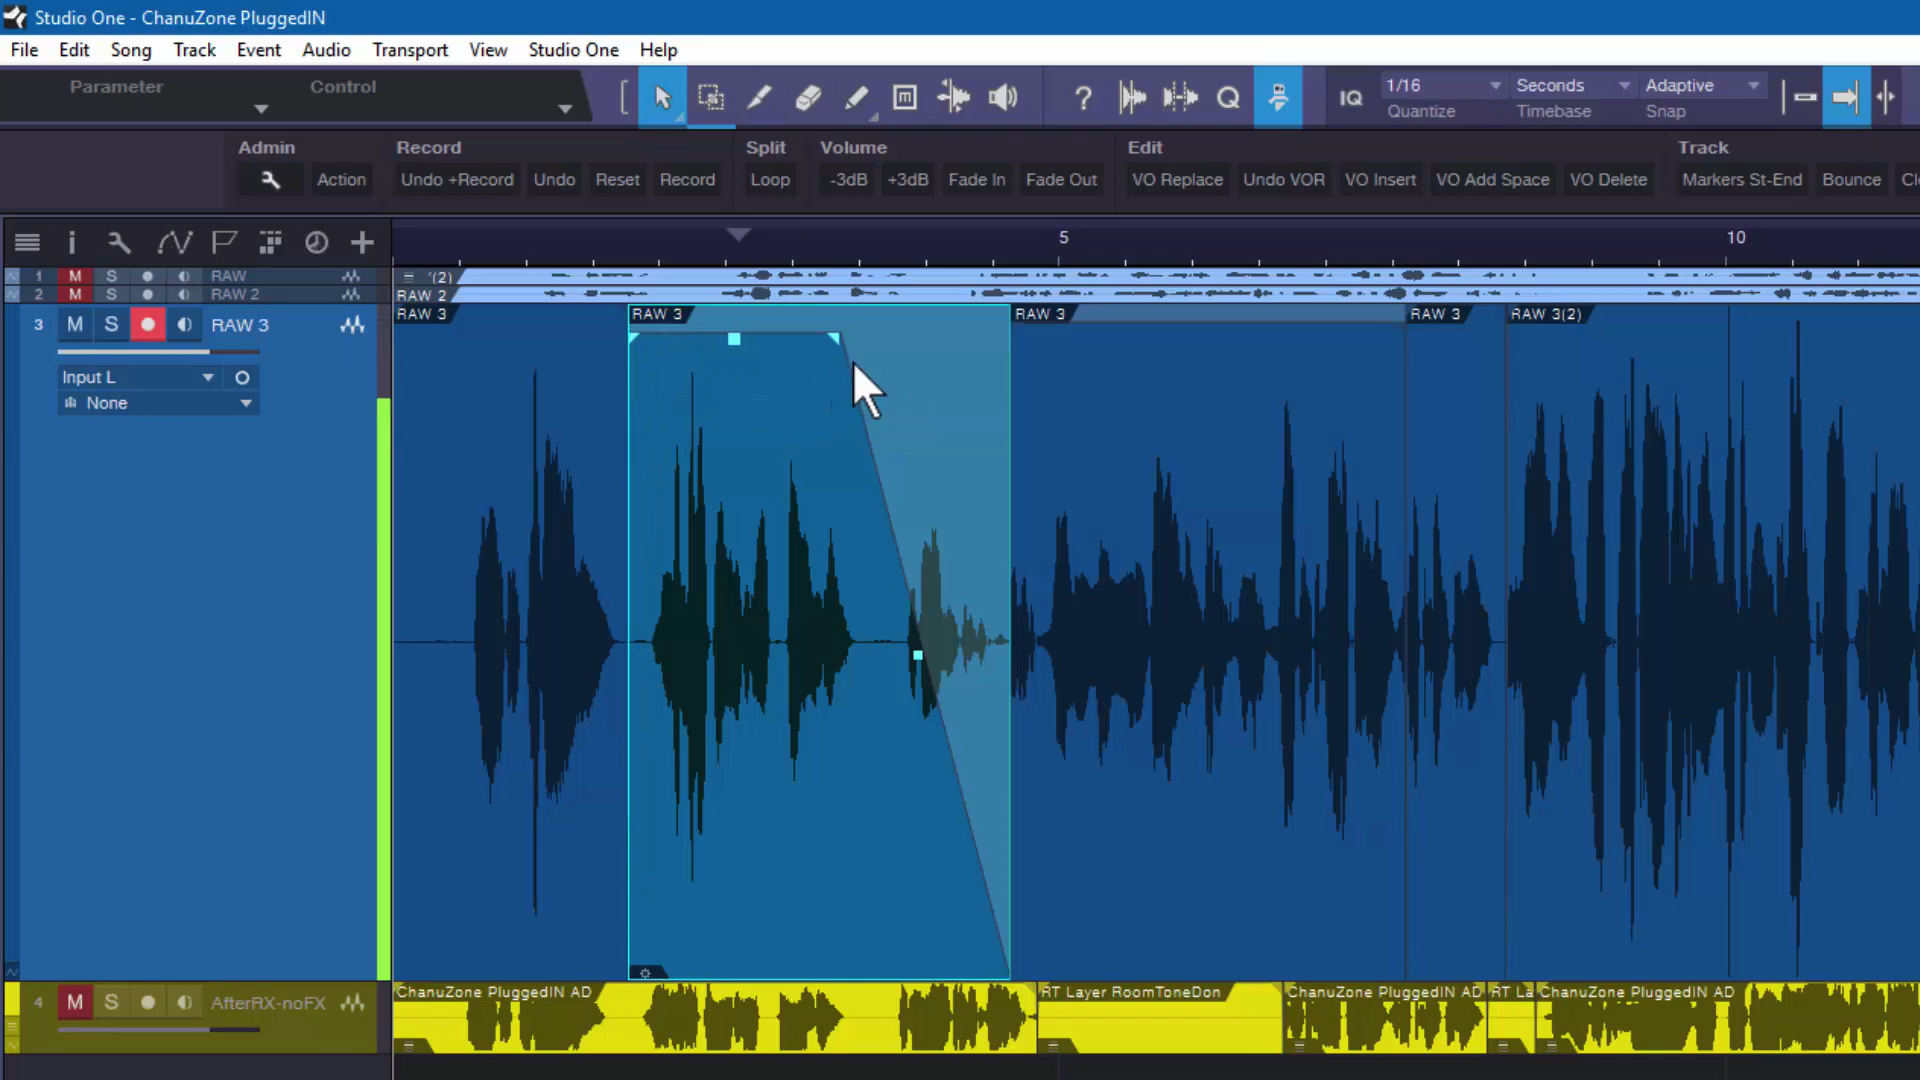 Studio One - ChanuZone PluggedIN
File Edit Song Track Event Audio Transport View Studio One Help
Parameter Control
IQ 1/16 Seconds Adaptive
Quantize Timebase Snap
Admin Record Split Volume Edit Track
Action Undo +Record Undo Reset Record Loop -3dB +3dB Fade In Fade Out VO Replace Undo VOR VO Insert VO Add Space VO Delete Markers St-End Bounce
5 10
1 M S RAW (2)
2 M S RAW 2 RAW 2
RAW 3 RAW 3 RAW 3 RAW 3 RAW 3(2)
3 M S RAW 3
Input L
None
4 M S AfterRX-noFX
ChanuZone PluggedIN AD RT Layer RoomToneDon ChanuZone PluggedIN AD RT La ChanuZone PluggedIN AD